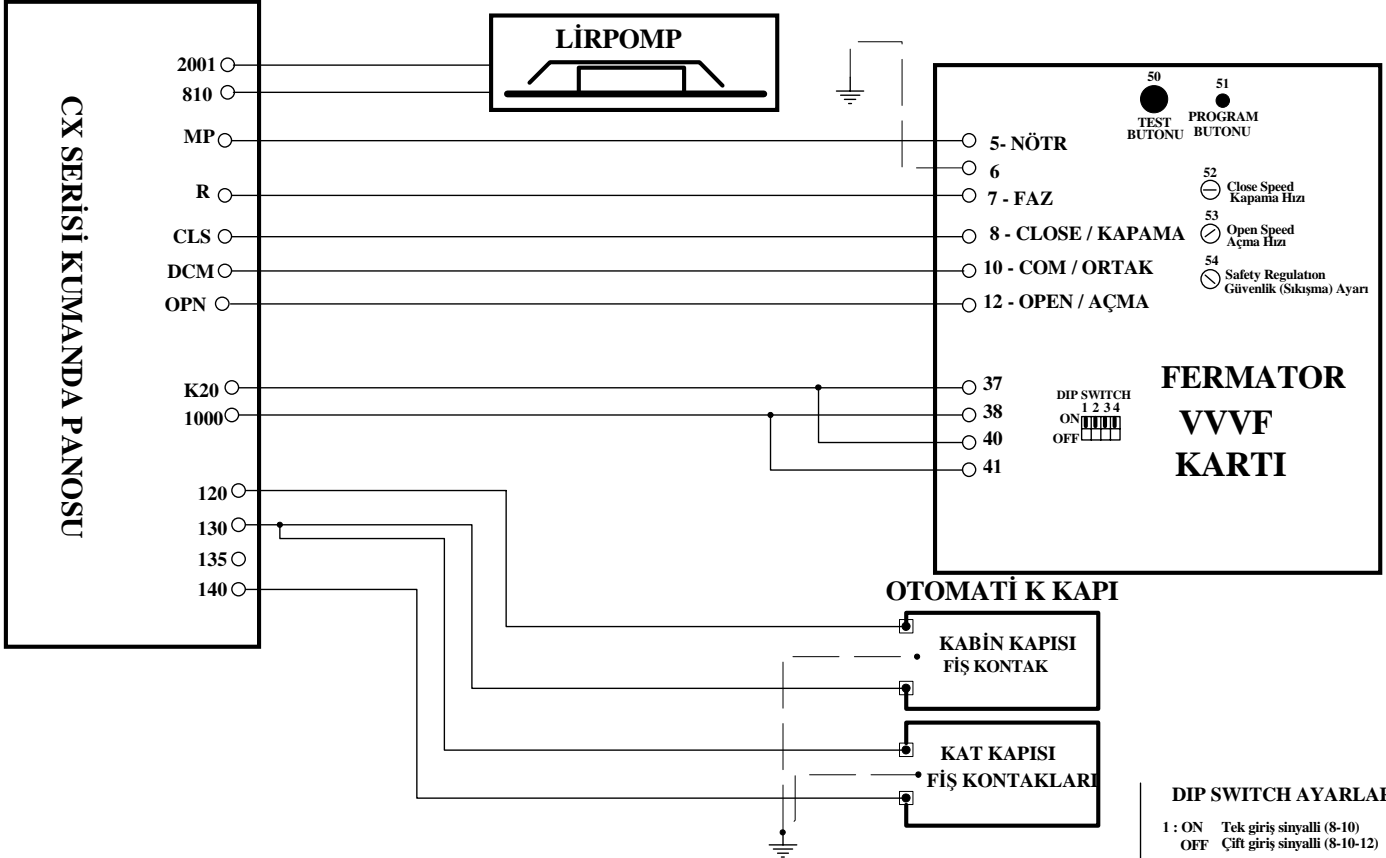 CX SERİSİ KUMANDA PANOSU
2001
810
MP
R
CLS
DCM
OPN
K20
1000
120
130
135
140
LİRPOMP
50
TEST
BUTONU
51
PROGRAM
BUTONU
5- NÖTR
6
7 - FAZ
8 - CLOSE / KAPAMA
10 - COM / ORTAK
12 - OPEN / AÇMA
52
Close Speed
Kapama Hızı
53
Open Speed
Açma Hızı
54
Safety Regulatıon
Güvenlik (Sıkışma) Ayarı
37
38
40
41
DIP SWITCH
1 2 3 4
ON
OFF
FERMATOR
VVVF
KARTI
OTOMATİ K KAPI
KABİN KAPISI
FİŞ KONTAK
KAT KAPISI
FİŞ KONTAKLARI
DIP SWITCH AYARLAR
1 : ON Tek giriş sinyalli (8-10)
OFF Çift giriş sinyalli (8-10-12)